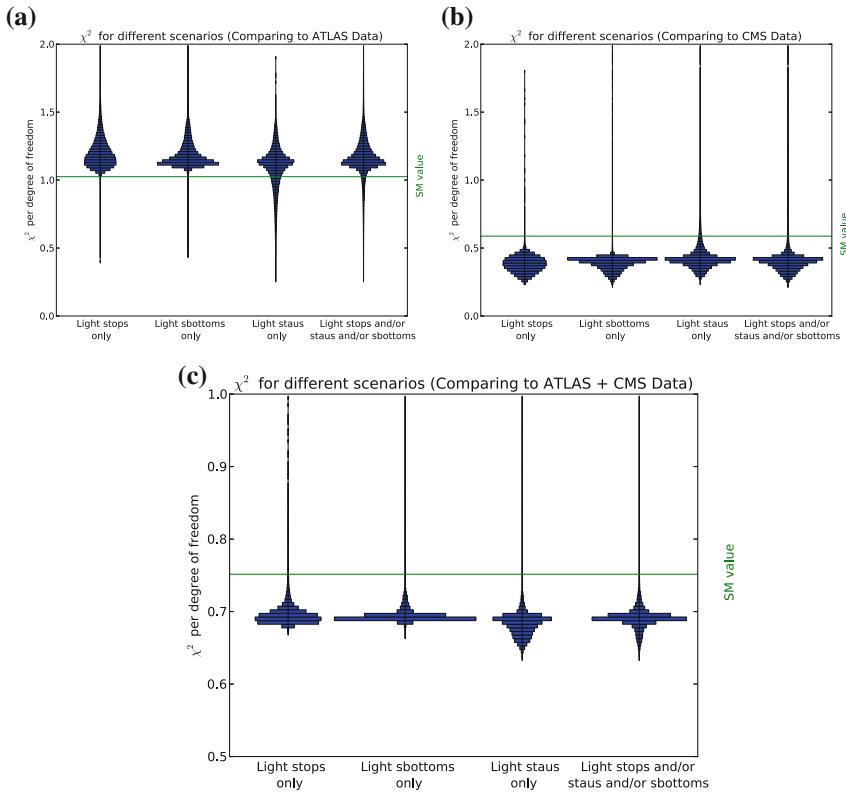 (a)
χ² for different scenarios (Comparing to ATLAS Data)
2.0
1.5
1.0
0.5
0.0
χ² per degree of freedom
SM value
Light stops only
Light sbottoms only
Light staus only
Light stops and/or staus and/or sbottoms
(b)
χ² for different scenarios (Comparing to CMS Data)
2.0
1.5
1.0
0.5
0.0
χ² per degree of freedom
SM value
Light stops only
Light sbottoms only
Light staus only
Light stops and/or staus and/or sbottoms
(c)
χ² for different scenarios (Comparing to ATLAS + CMS Data)
1.0
0.9
0.8
0.7
0.6
0.5
χ² per degree of freedom
SM value
Light stops only
Light sbottoms only
Light staus only
Light stops and/or staus and/or sbottoms